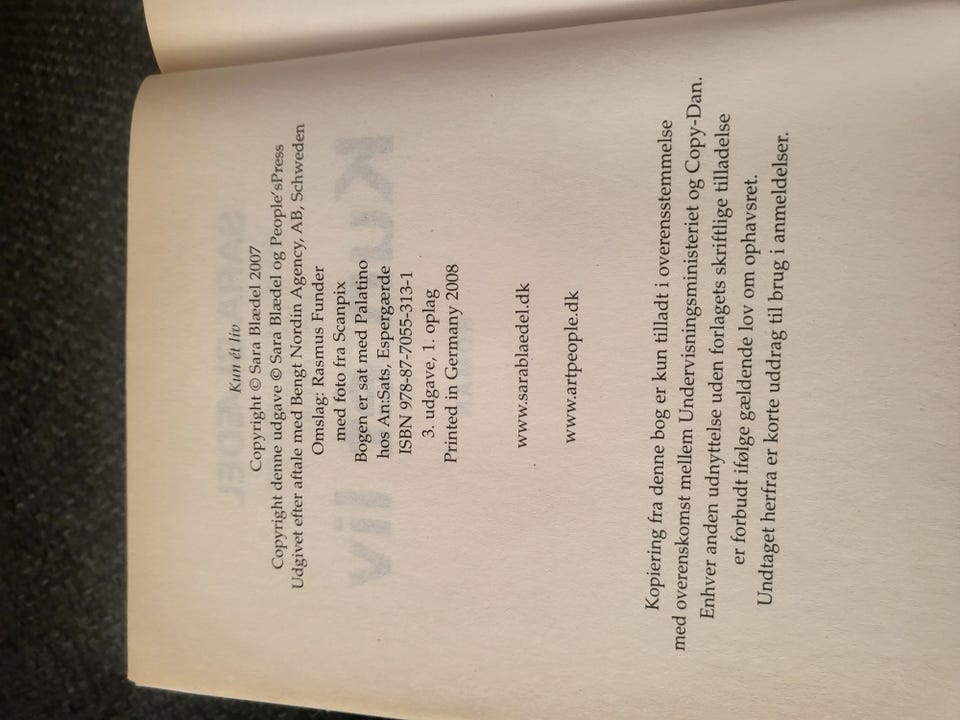 Kun ét liv
Copyright © Sara Blædel 2007
Copyright denne udgave © Sara Blædel og People'sPress
Udgivet efter aftale med Bengt Nordin Agency, AB, Schweden
Omslag: Rasmus Funder
med foto fra Scanpix
Bogen er sat med Palatino
hos An:Sats, Espergærde
ISBN 978-87-7055-313-1
3. udgave, 1. oplag
Printed in Germany 2008
www.sarablaedel.dk
www.artpeople.dk
Kopiering fra denne bog er kun tilladt i overensstemmelse
med overenskomst mellem Undervisningsministeriet og Copy-Dan.
Enhver anden udnyttelse uden forlagets skriftlige tilladelse
er forbudt ifølge gældende lov om ophavsret.
Undtaget herfra er korte uddrag til brug i anmeldelser.